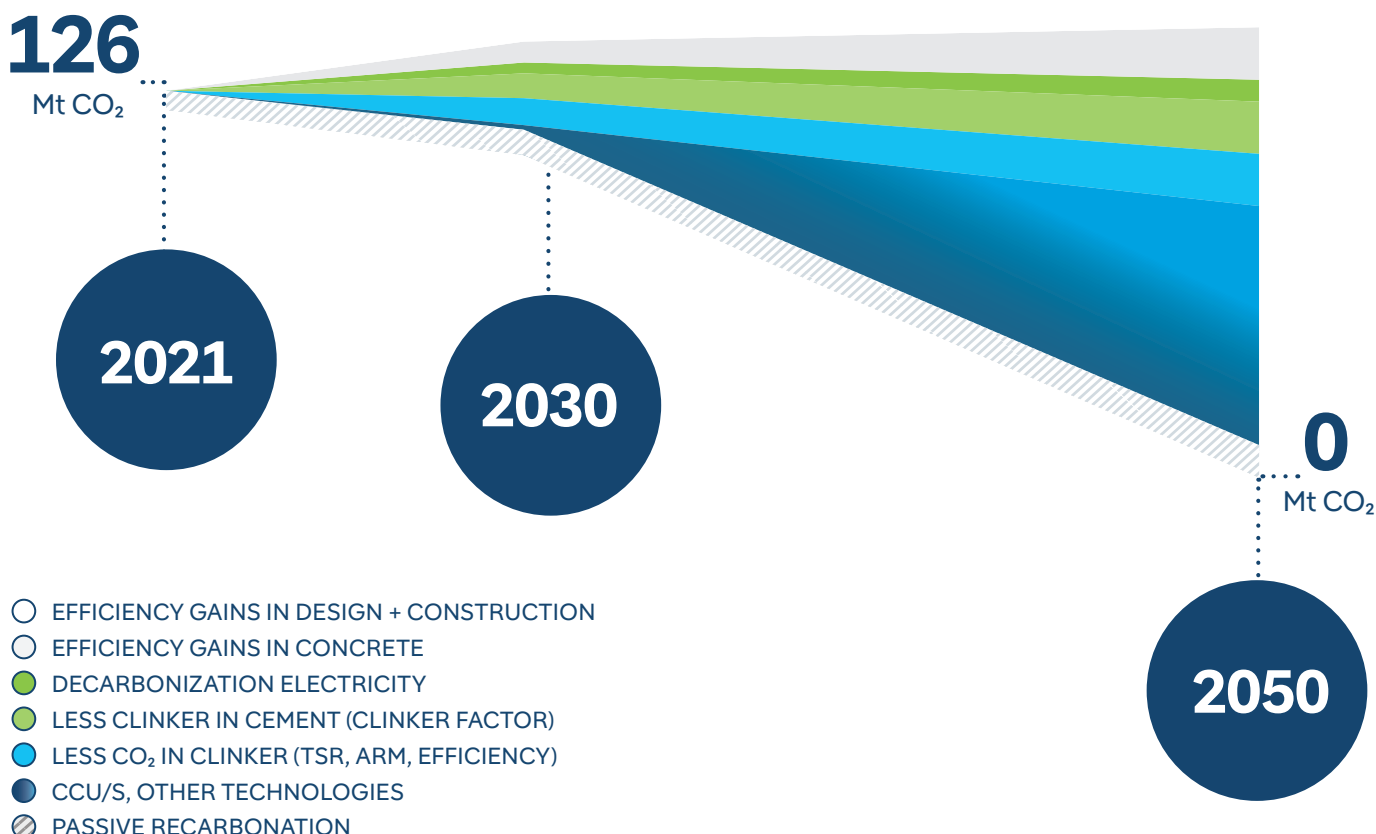 126
Mt CO₂
2021
2030
0
Mt CO₂
2050
EFFICIENCY GAINS IN DESIGN + CONSTRUCTION
EFFICIENCY GAINS IN CONCRETE
DECARBONIZATION ELECTRICITY
LESS CLINKER IN CEMENT (CLINKER FACTOR)
LESS CO₂ IN CLINKER (TSR, ARM, EFFICIENCY)
CCU/S, OTHER TECHNOLOGIES
PASSIVE RECARBONATION